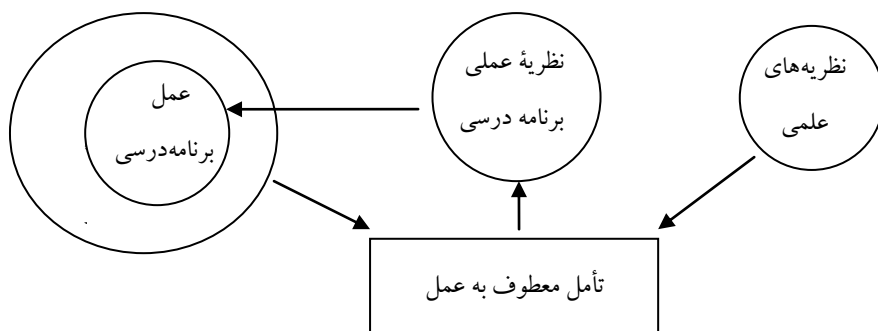 نظریه‌های
علمی
نظریهٔ عملی
برنامه درسی
عمل
برنامه‌درسی
تأمل معطوف به عمل